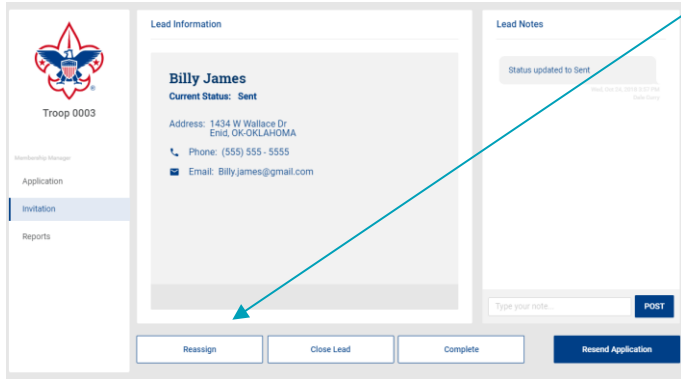 Troop 0003
Membership Manager
Application
Invitation
Reports
Lead Information
Billy James
Current Status: Sent
Address: 1434 W Wallace Dr
Enid, OK-OKLAHOMA
Phone: (555) 555 - 5555
Email: Billy.james@gmail.com
Reassign
Close Lead
Complete
Lead Notes
Status updated to Sent
Type your note...
POST
Resend Application